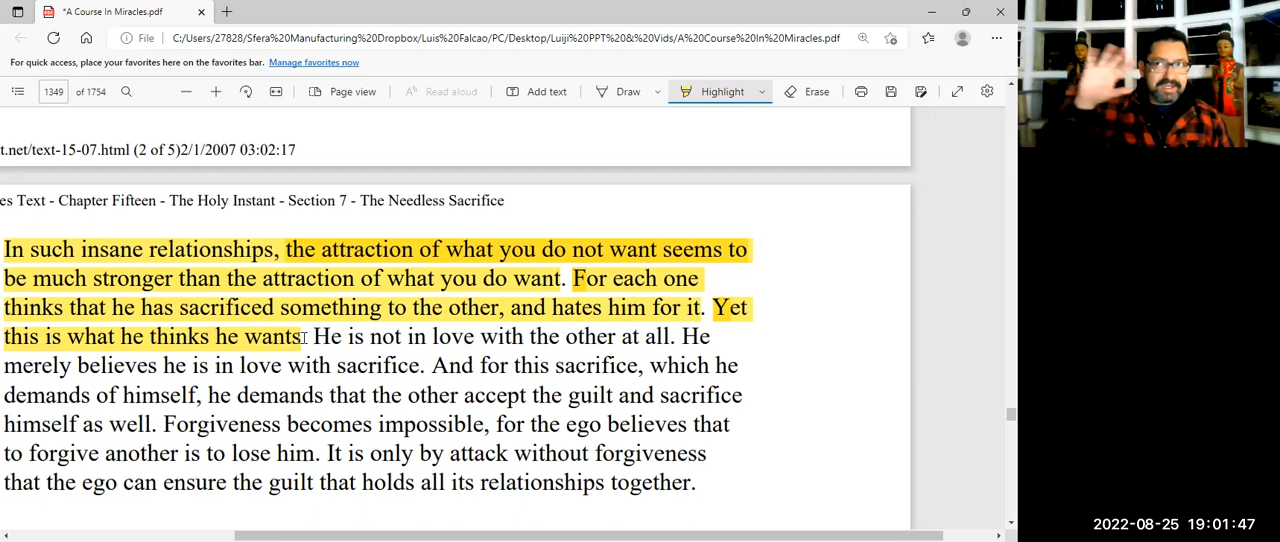 *A Course In Miracles.pdf
File C:/Users/27828/Sfera%20Manufacturing%20Dropbox/Luis%20Falcao/PC/Desktop/Luiji%20PPT%20&%20Vids/A%20Course%20In%20Miracles.pdf
For quick access, place your favorites here on the favorites bar. Manage favorites now
1349 of 1754 Page view Read aloud Add text Draw Highlight Erase
t.net/text-15-07.html (2 of 5)2/1/2007 03:02:17
es Text - Chapter Fifteen - The Holy Instant - Section 7 - The Needless Sacrifice
In such insane relationships, the attraction of what you do not want seems to
be much stronger than the attraction of what you do want. For each one
thinks that he has sacrificed something to the other, and hates him for it. Yet
this is what he thinks he wants. He is not in love with the other at all. He
merely believes he is in love with sacrifice. And for this sacrifice, which he
demands of himself, he demands that the other accept the guilt and sacrifice
himself as well. Forgiveness becomes impossible, for the ego believes that
to forgive another is to lose him. It is only by attack without forgiveness
that the ego can ensure the guilt that holds all its relationships together.
2022-08-25 19:01:47